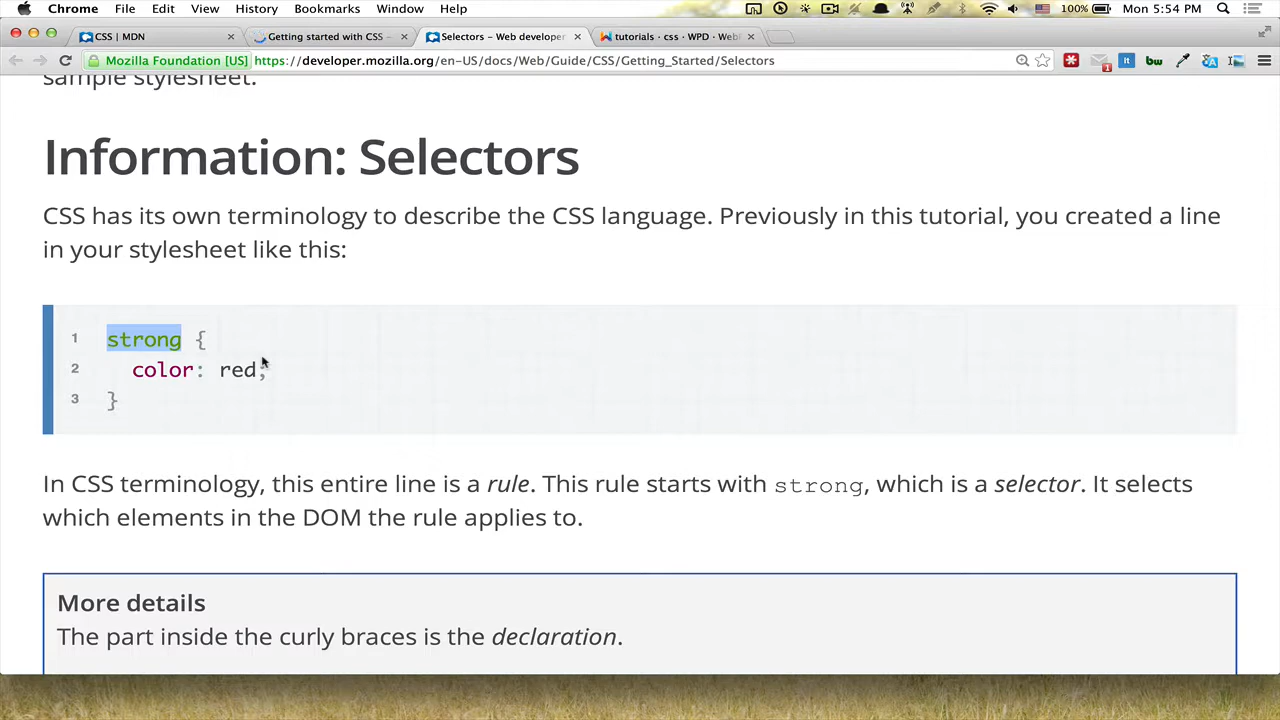 Chrome File Edit View History Bookmarks Window Help 100% Mon 5:54 PM
CSS | MDN
Getting started with CSS –
Selectors – Web developer
tutorials · css · WPD · Webf
Mozilla Foundation [US] https://developer.mozilla.org/en-US/docs/Web/Guide/CSS/Getting_Started/Selectors
1 It bw
sample stylesheet.
Information: Selectors
CSS has its own terminology to describe the CSS language. Previously in this tutorial, you created a line
in your stylesheet like this:
1 strong {
2 color: red;
3 }
In CSS terminology, this entire line is a rule. This rule starts with strong, which is a selector. It selects
which elements in the DOM the rule applies to.
More details
The part inside the curly braces is the declaration.